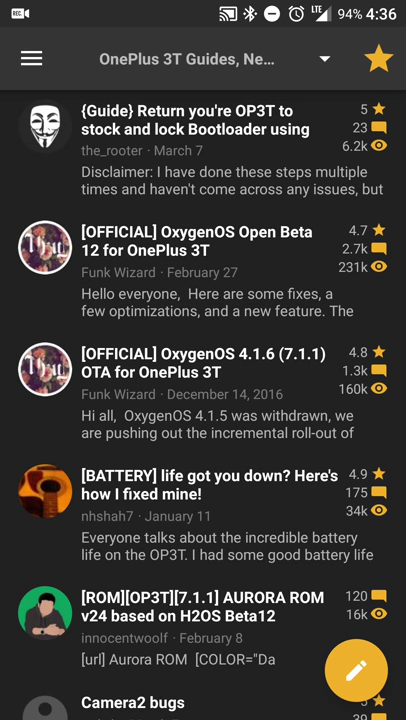 REC
LTE 94% 4:36
OnePlus 3T Guides, Ne...
{Guide} Return you're OP3T to
stock and lock Bootloader using
the_rooter · March 7
Disclaimer: I have done these steps multiple
times and haven't come across any issues, but
5
23
6.2k
[OFFICIAL] OxygenOS Open Beta
12 for OnePlus 3T
Funk Wizard · February 27
Hello everyone, Here are some fixes, a
few optimizations, and a new feature. The
4.7
2.7k
231k
[OFFICIAL] OxygenOS 4.1.6 (7.1.1)
OTA for OnePlus 3T
Funk Wizard · December 14, 2016
Hi all, OxygenOS 4.1.5 was withdrawn, we
are pushing out the incremental roll-out of
4.8
1.3k
160k
[BATTERY] life got you down? Here's
how I fixed mine!
nhshah7 · January 11
Everyone talks about the incredible battery
life on the OP3T. I had some good battery life
4.9
175
34k
[ROM][OP3T][7.1.1] AURORA ROM
v24 based on H2OS Beta12
innocentwoolf · February 8
[url] Aurora ROM [COLOR="Da
120
16k
Camera2 bugs
5
39